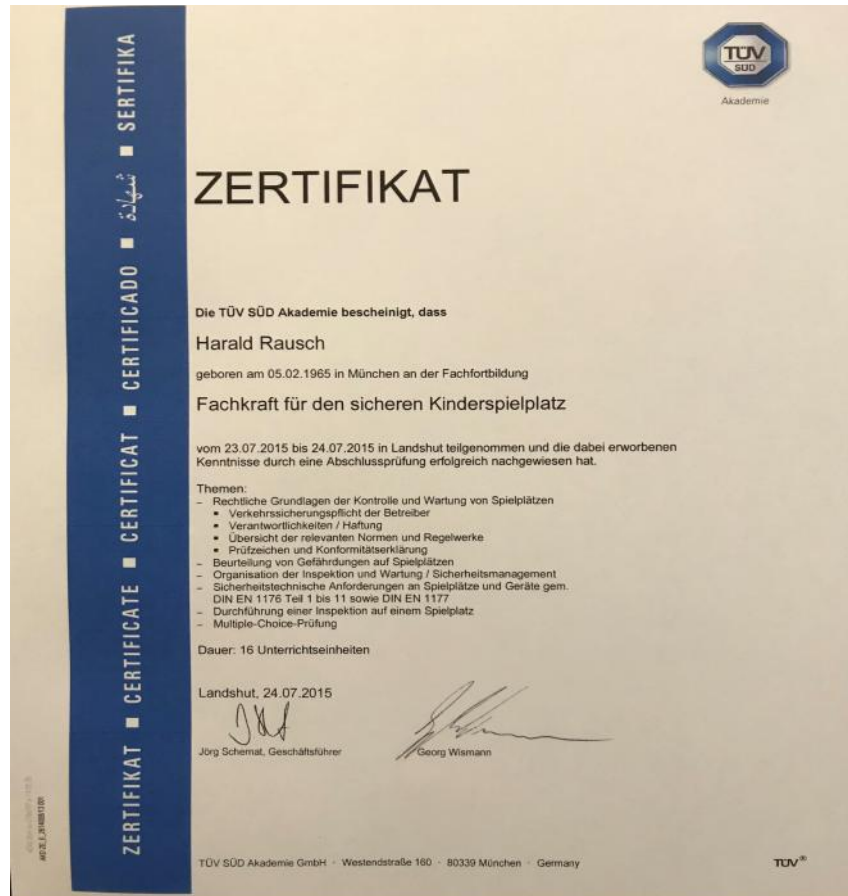 TÜV
SÜD
Akademie
ZERTIFIKAT ■ CERTIFICATE ■ CERTIFICAT ■ CERTIFICADO ■ شهادة ■ SERTIFIKA
ZERTIFIKAT
Die TÜV SÜD Akademie bescheinigt, dass
Harald Rausch
geboren am 05.02.1965 in München an der Fachfortbildung
Fachkraft für den sicheren Kinderspielplatz
vom 23.07.2015 bis 24.07.2015 in Landshut teilgenommen und die dabei erworbenen
Kenntnisse durch eine Abschlussprüfung erfolgreich nachgewiesen hat.
Themen:
– Rechtliche Grundlagen der Kontrolle und Wartung von Spielplätzen
▪ Verkehrssicherungspflicht der Betreiber
▪ Verantwortlichkeiten / Haftung
▪ Übersicht der relevanten Normen und Regelwerke
▪ Prüfzeichen und Konformitätserklärung
– Beurteilung von Gefährdungen auf Spielplätzen
– Organisation der Inspektion und Wartung / Sicherheitsmanagement
– Sicherheitstechnische Anforderungen an Spielplätze und Geräte gem.
DIN EN 1176 Teil 1 bis 11 sowie DIN EN 1177
– Durchführung einer Inspektion auf einem Spielplatz
– Multiple-Choice-Prüfung
Dauer: 16 Unterrichtseinheiten
Landshut, 24.07.2015
Jörg Schemat, Geschäftsführer
Georg Wismann
TÜV SÜD Akademie GmbH · Westendstraße 160 · 80339 München · Germany
TÜV®